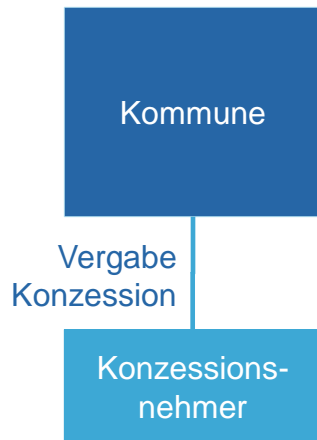 Kommune
Vergabe
Konzession
Konzessions-
nehmer